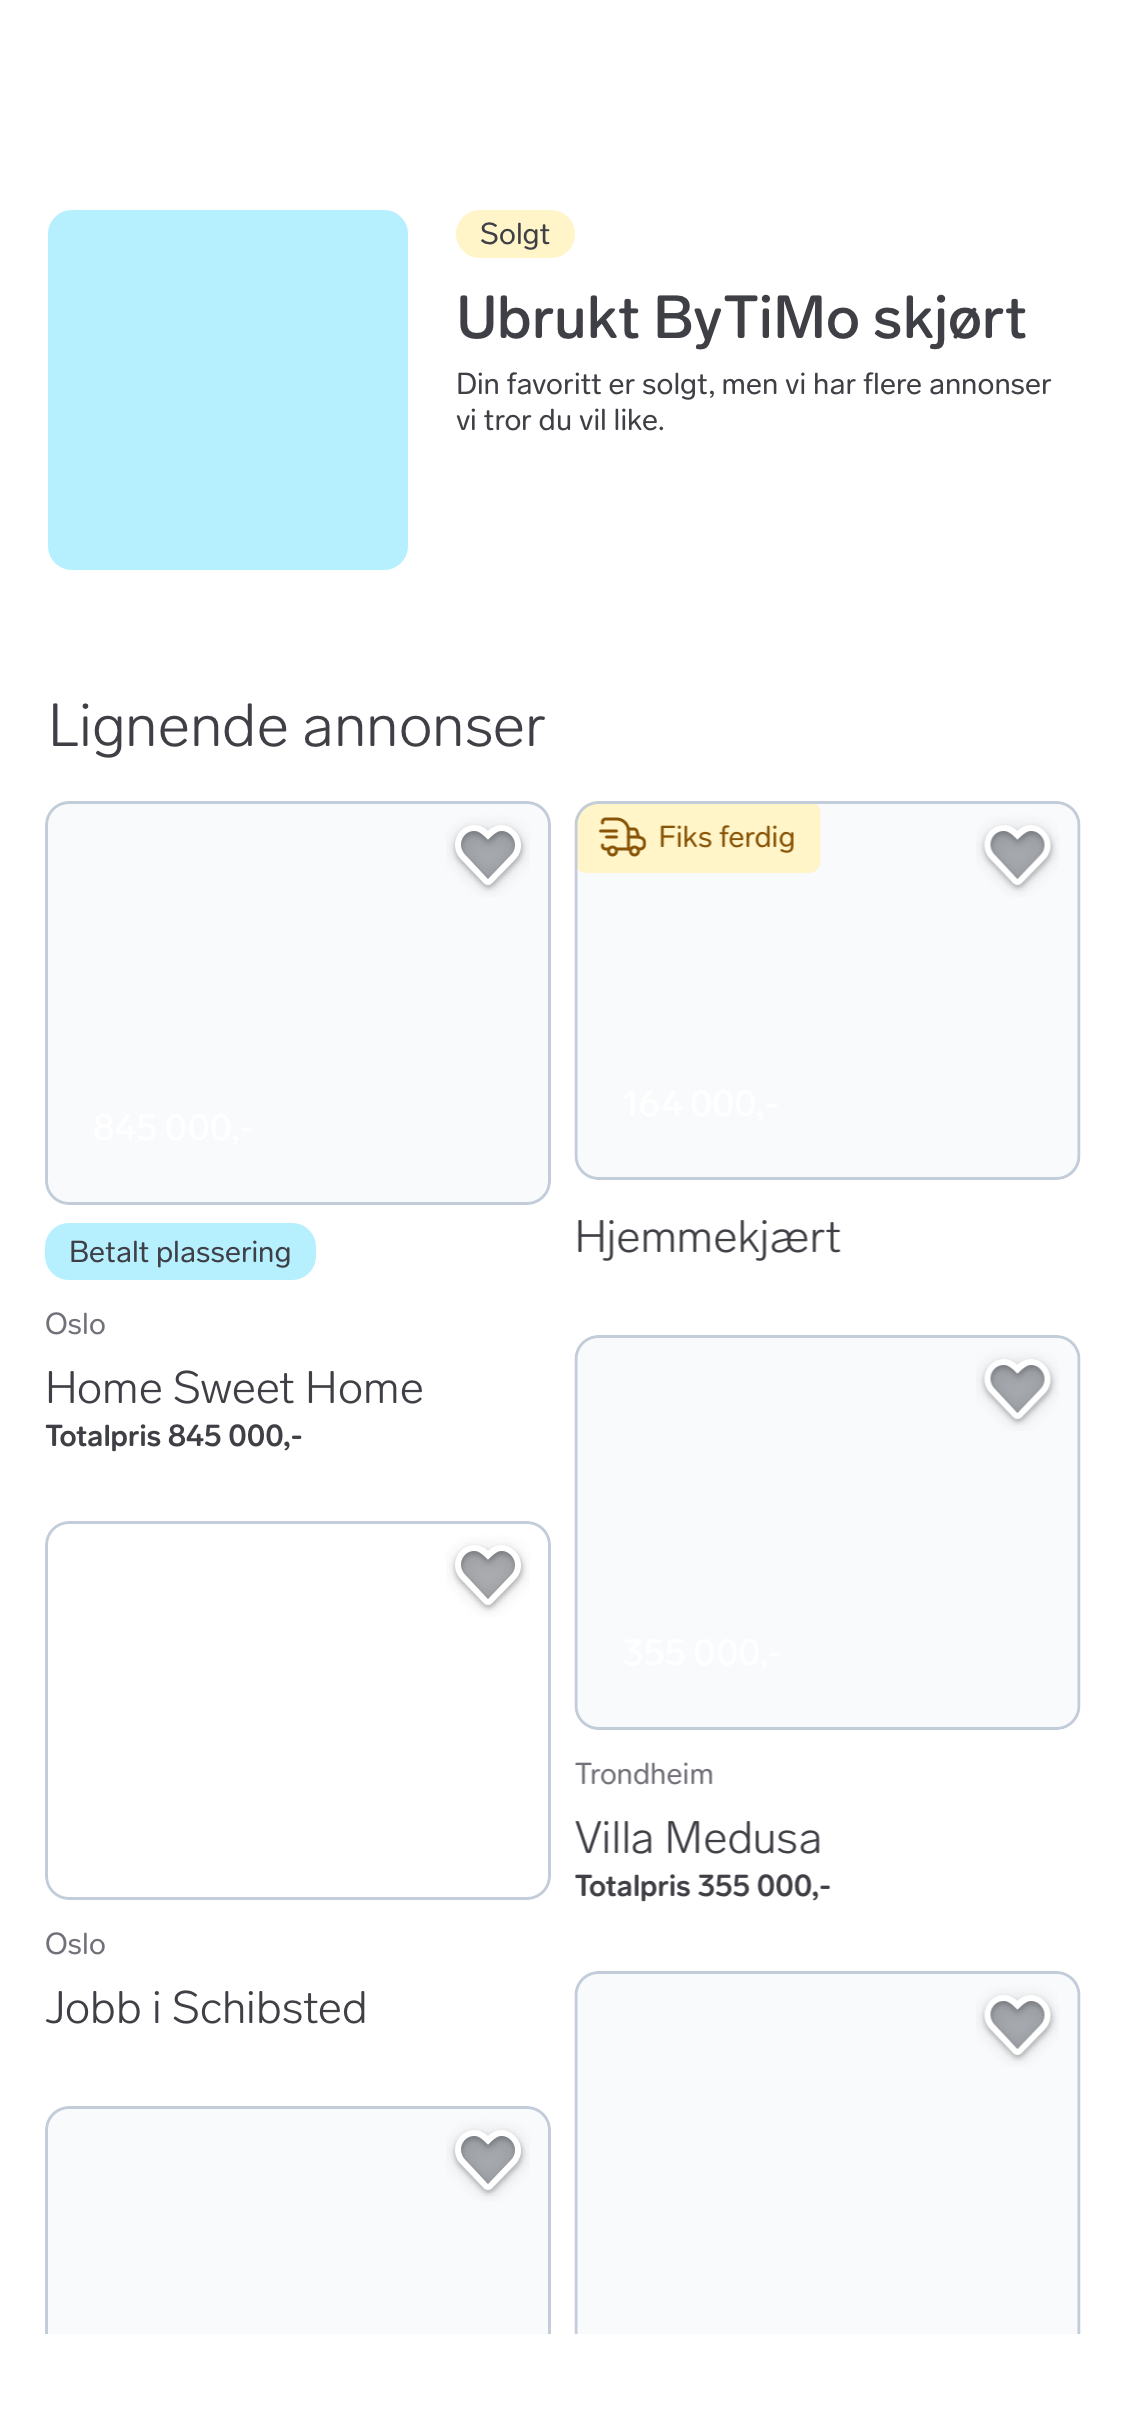 Solgt
Ubrukt ByTiMo skjørt
Din favoritt er solgt, men vi har flere annonser
vi tror du vil like.
Lignende annonser
845 000,-
Betalt plassering
Oslo
Home Sweet Home
Totalpris 845 000,-
Fiks ferdig
164 000,-
Hjemmekjært
355 000,-
Trondheim
Villa Medusa
Totalpris 355 000,-
Oslo
Jobb i Schibsted